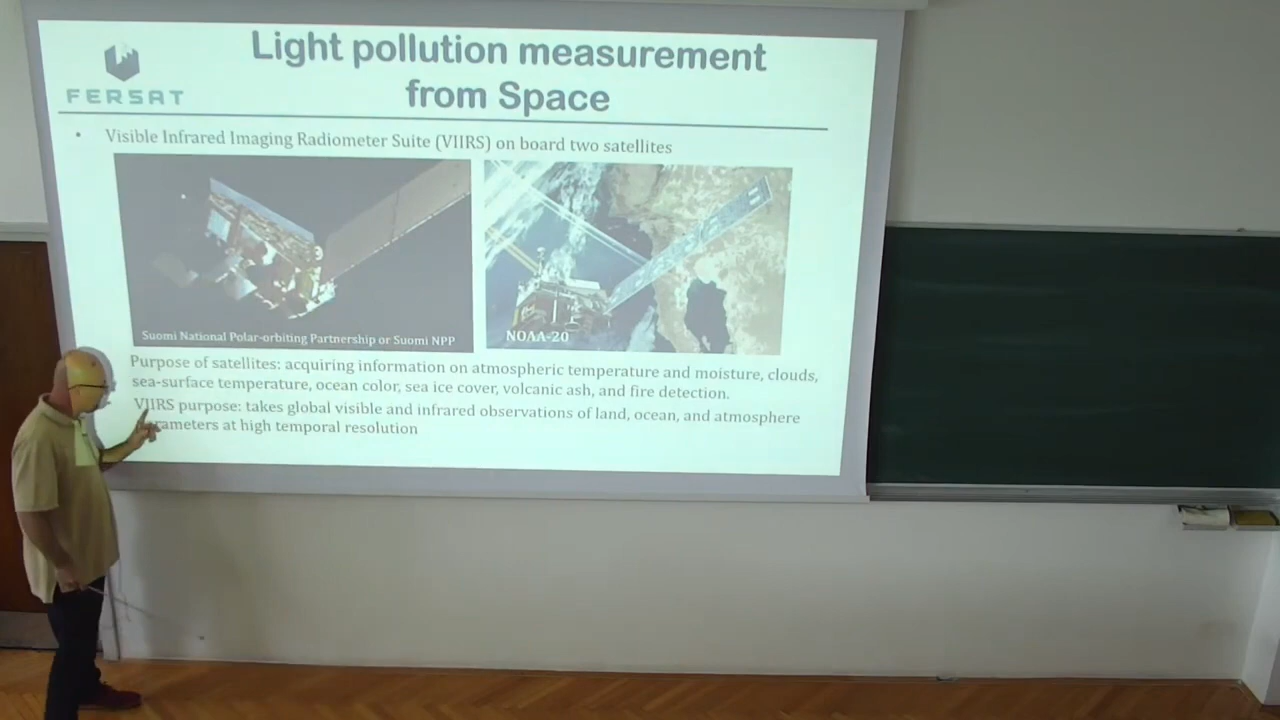 FERSAT
Light pollution measurement
from Space
• Visible Infrared Imaging Radiometer Suite (VIIRS) on board two satellites
Suomi National Polar-orbiting Partnership or Suomi NPP
NOAA-20
Purpose of satellites: acquiring information on atmospheric temperature and moisture, clouds,
sea-surface temperature, ocean color, sea ice cover, volcanic ash, and fire detection.
VIIRS purpose: takes global visible and infrared observations of land, ocean, and atmosphere
parameters at high temporal resolution